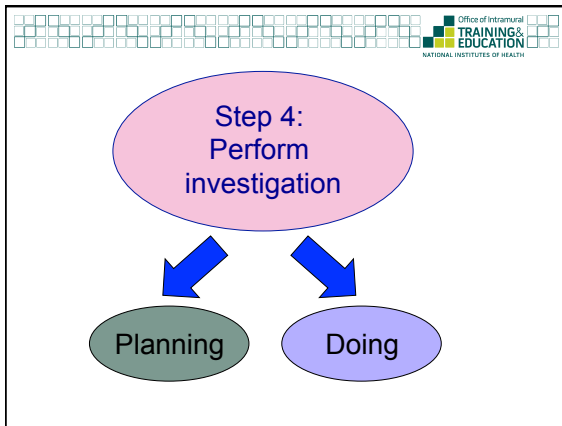 Office of Intramural
TRAINING&
EDUCATION
NATIONAL INSTITUTES OF HEALTH
Step 4:
Perform
investigation
Planning
Doing